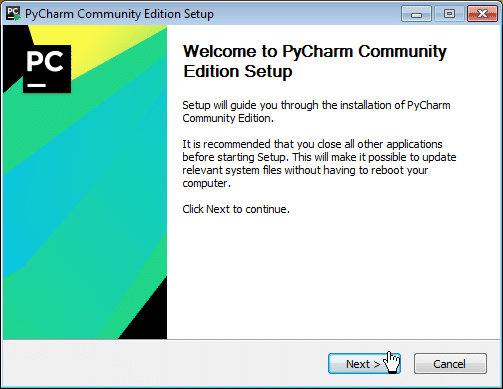 PyCharm Community Edition Setup
PC
Welcome to PyCharm Community
Edition Setup
Setup will guide you through the installation of PyCharm
Community Edition.
It is recommended that you close all other applications
before starting Setup. This will make it possible to update
relevant system files without having to reboot your
computer.
Click Next to continue.
Next >
Cancel